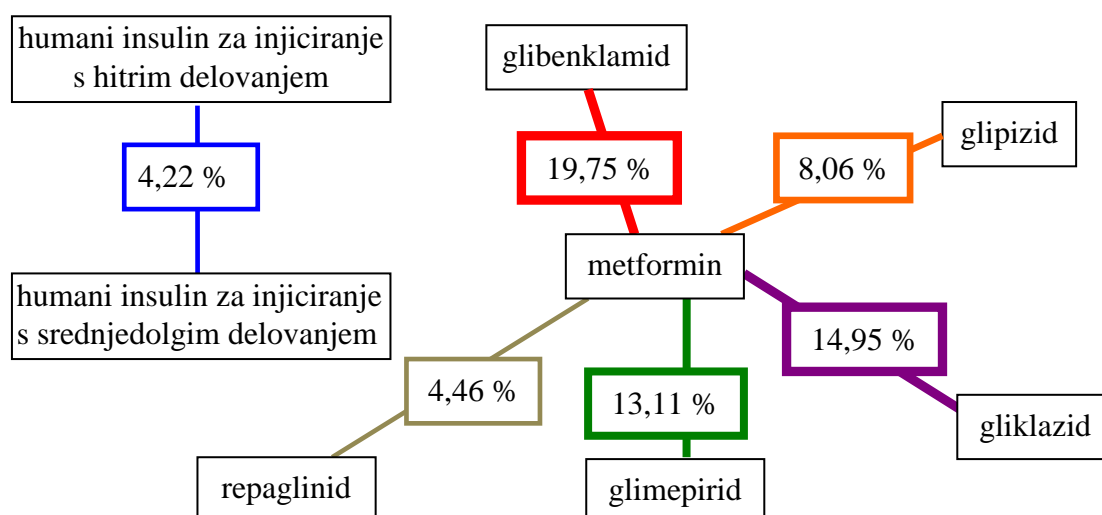 humani insulin za injiciranje
s hitrim delovanjem
4,22 %
humani insulin za injiciranje
s srednjedolgim delovanjem
glibenklamid
19,75 %
8,06 %
glipizid
metformin
14,95 %
gliklazid
4,46 %
13,11 %
repaglinid
glimepirid